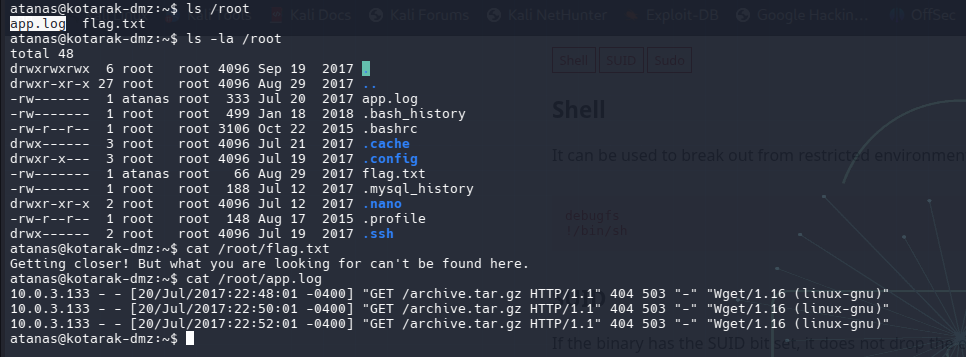 Kali Tools Kali Docs Kali Forums Kali NetHunter Exploit-DB Google Hackin... OffSec
atanas@kotarak-dmz:~$ ls /root
app.log  flag.txt
atanas@kotarak-dmz:~$ ls -la /root
total 48
drwxrwxrwx  6 root   root 4096 Sep 19  2017 .
drwxr-xr-x 27 root   root 4096 Aug 29  2017 ..
-rw-------  1 atanas root  333 Jul 20  2017 app.log
-rw-------  1 root   root  499 Jan 18  2018 .bash_history
-rw-r--r--  1 root   root 3106 Oct 22  2015 .bashrc
drwx------  3 root   root 4096 Jul 21  2017 .cache
drwxr-x---  3 root   root 4096 Jul 19  2017 .config
-rw-------  1 atanas root   66 Aug 29  2017 flag.txt
-rw-------  1 root   root  188 Jul 12  2017 .mysql_history
drwxr-xr-x  2 root   root 4096 Jul 12  2017 .nano
-rw-r--r--  1 root   root  148 Aug 17  2015 .profile
drwx------  2 root   root 4096 Jul 19  2017 .ssh
atanas@kotarak-dmz:~$ cat /root/flag.txt
Getting closer! But what you are looking for can't be found here.
atanas@kotarak-dmz:~$ cat /root/app.log
10.0.3.133 - - [20/Jul/2017:22:48:01 -0400] "GET /archive.tar.gz HTTP/1.1" 404 503 "-" "Wget/1.16 (linux-gnu)"
10.0.3.133 - - [20/Jul/2017:22:50:01 -0400] "GET /archive.tar.gz HTTP/1.1" 404 503 "-" "Wget/1.16 (linux-gnu)"
10.0.3.133 - - [20/Jul/2017:22:52:01 -0400] "GET /archive.tar.gz HTTP/1.1" 404 503 "-" "Wget/1.16 (linux-gnu)"
atanas@kotarak-dmz:~$
Shell SUID Sudo
Shell
It can be used to break out from restricted environmen
debugfs
!/bin/sh
If the binary has the SUID bit set, it does not drop the e